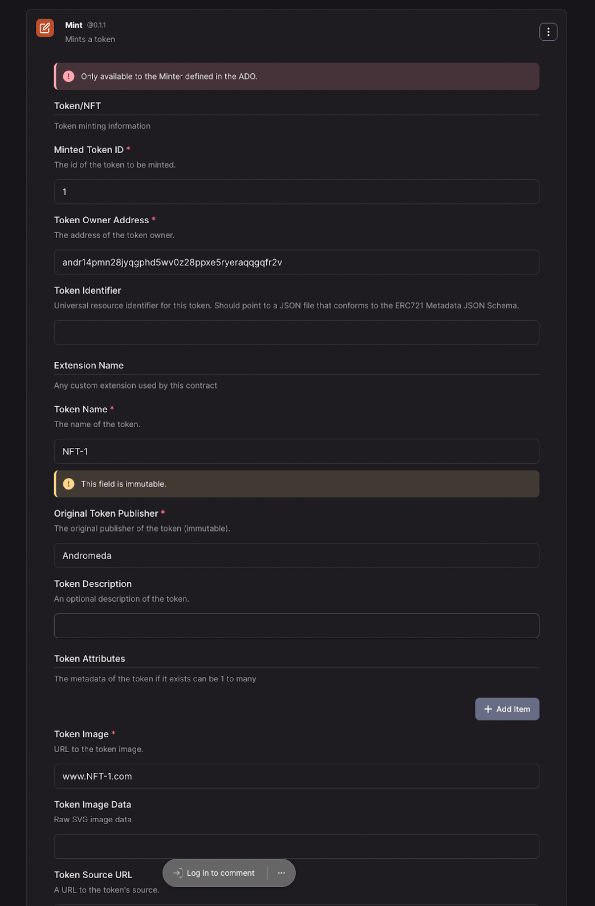 Mint @0.1.1
Mints a token
Only available to the Minter defined in the ADO.
Token/NFT
Token minting information
Minted Token ID *
The id of the token to be minted.
1
Token Owner Address *
The address of the token owner.
andr14pmn28jyqgphd5wv0z28ppxe5ryeraqqgqfr2v
Token Identifier
Universal resource identifier for this token. Should point to a JSON file that conforms to the ERC721 Metadata JSON Schema.
Extension Name
Any custom extension used by this contract
Token Name *
The name of the token.
NFT-1
This field is immutable.
Original Token Publisher *
The original publisher of the token (immutable).
Andromeda
Token Description
An optional description of the token.
Token Attributes
The metadata of the token if it exists can be 1 to many
+ Add Item
Token Image *
URL to the token image.
www.NFT-1.com
Token Image Data
Raw SVG image data
Log in to comment
Token Source URL
A URL to the token's source.